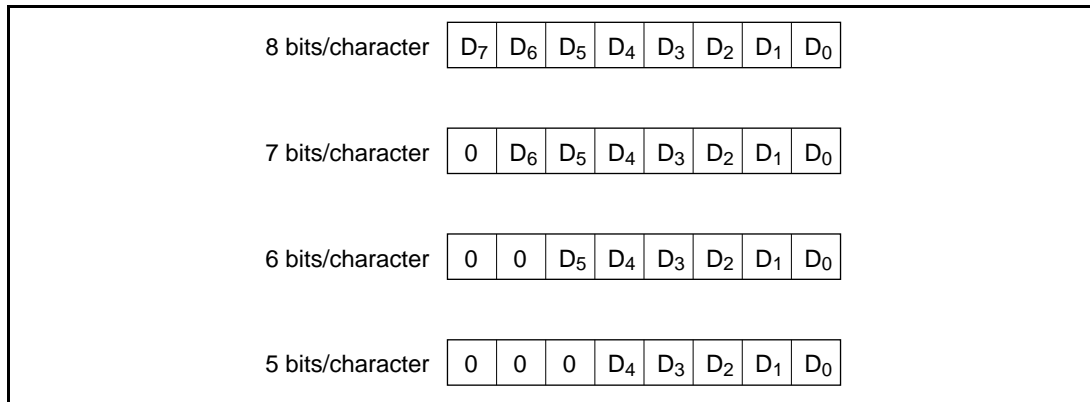 8 bits/character D₇ D₆ D₅ D₄ D₃ D₂ D₁ D₀
7 bits/character 0 D₆ D₅ D₄ D₃ D₂ D₁ D₀
6 bits/character 0 0 D₅ D₄ D₃ D₂ D₁ D₀
5 bits/character 0 0 0 D₄ D₃ D₂ D₁ D₀